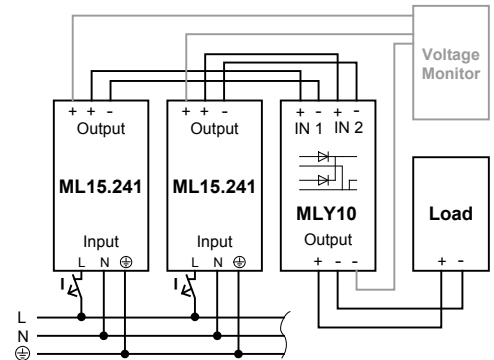 Voltage
Monitor
+ + -
+ + -
+ - + -
Output
Output
IN 1 IN 2
ML15.241
ML15.241
MLY10
Load
Input
Input
Output
L N
L N
+ - -
+ -
I
I
L
N